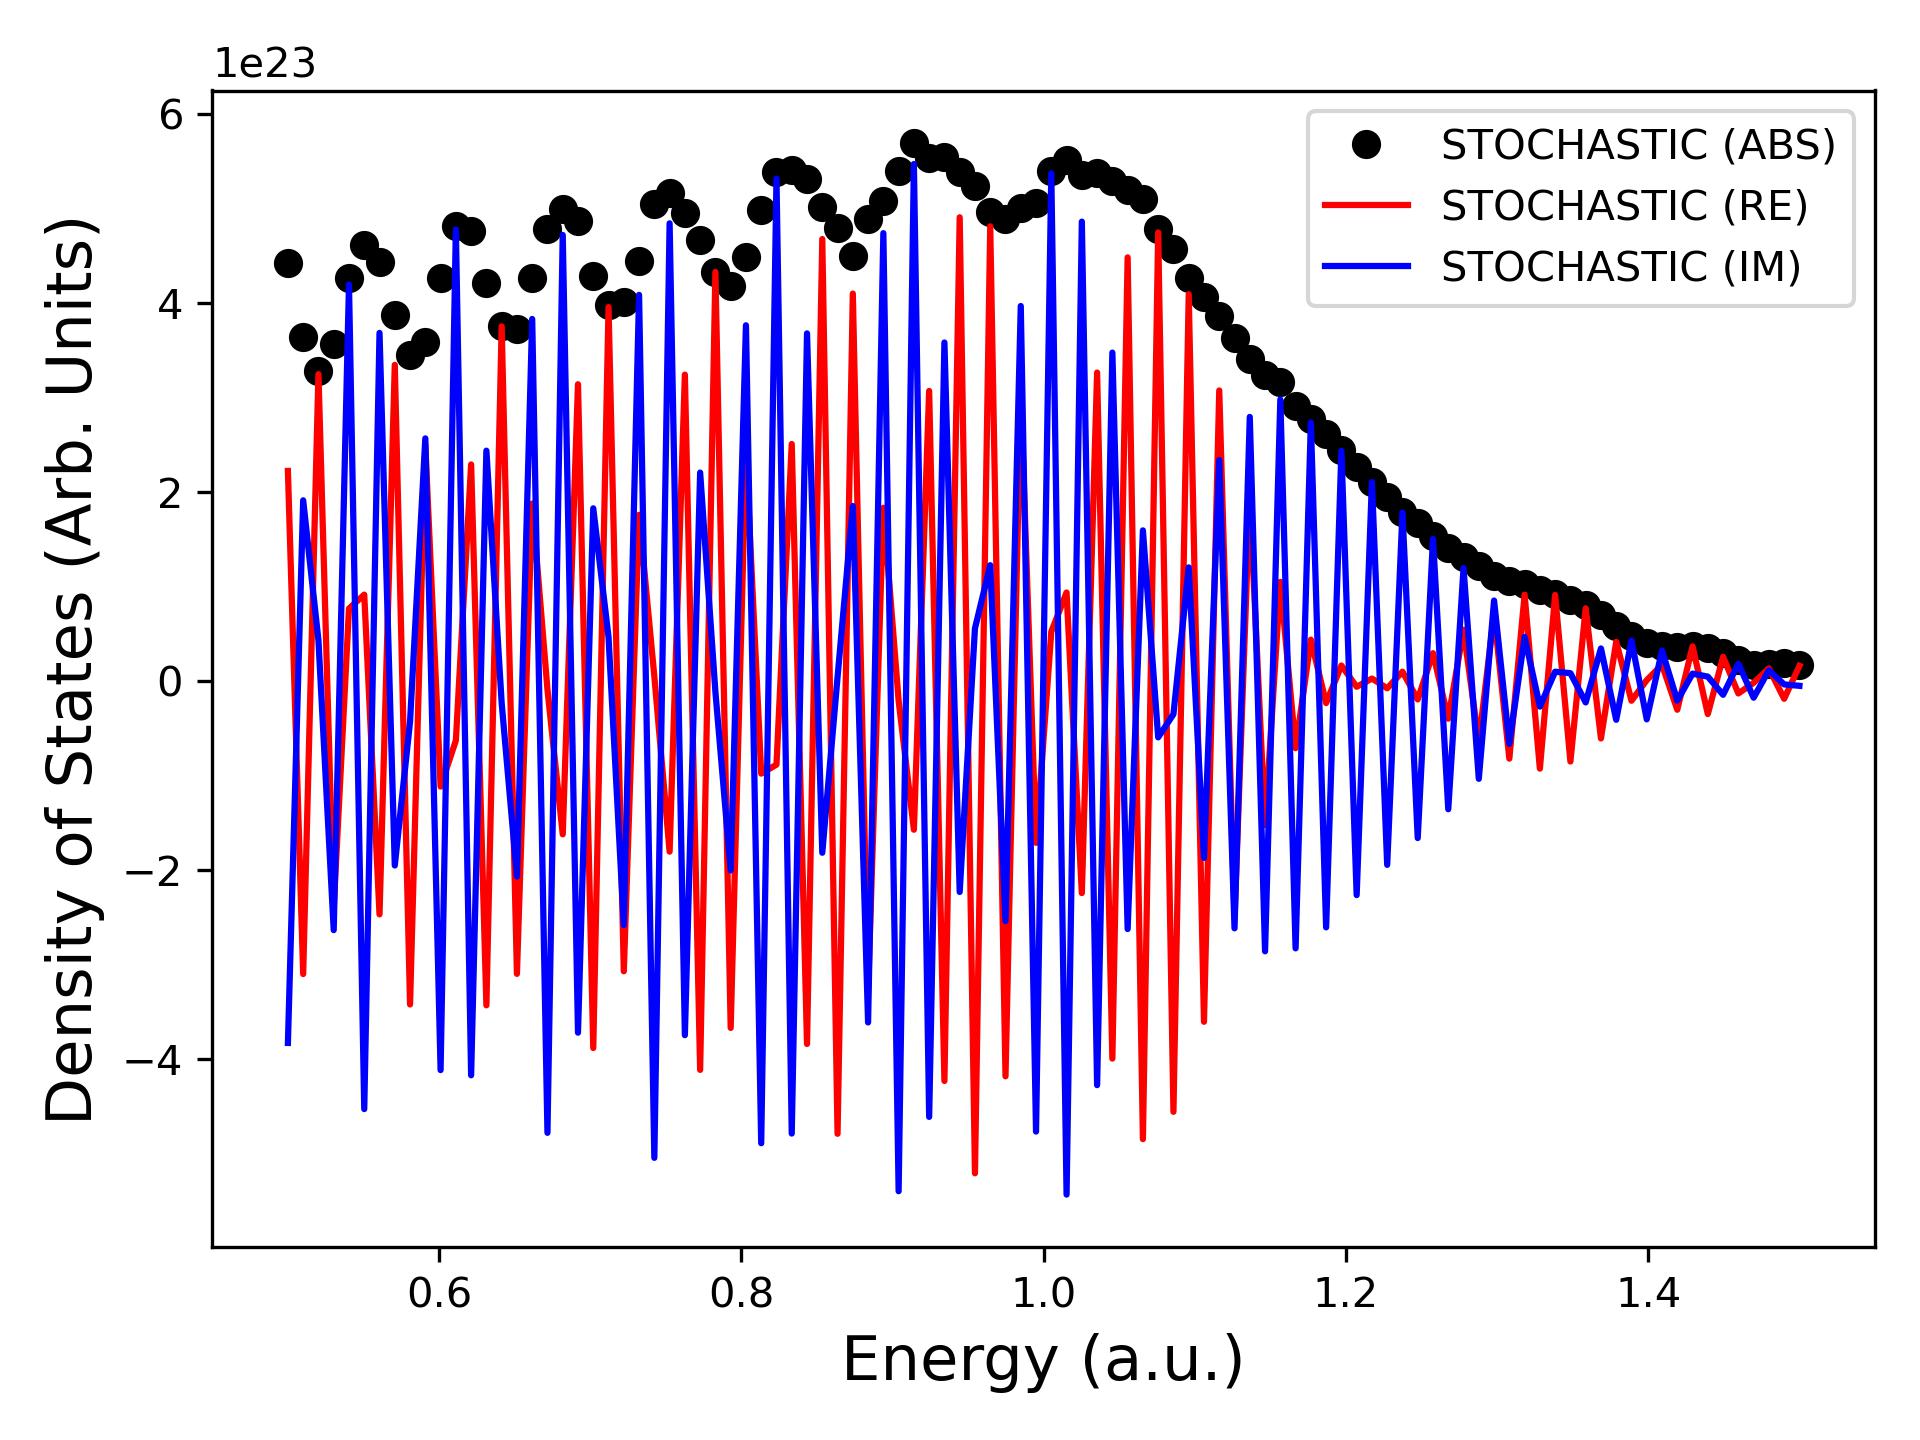 1e23
6
4
2
0
−2
−4
Density of States (Arb. Units)
STOCHASTIC (ABS)
STOCHASTIC (RE)
STOCHASTIC (IM)
0.6 0.8 1.0 1.2 1.4
Energy (a.u.)